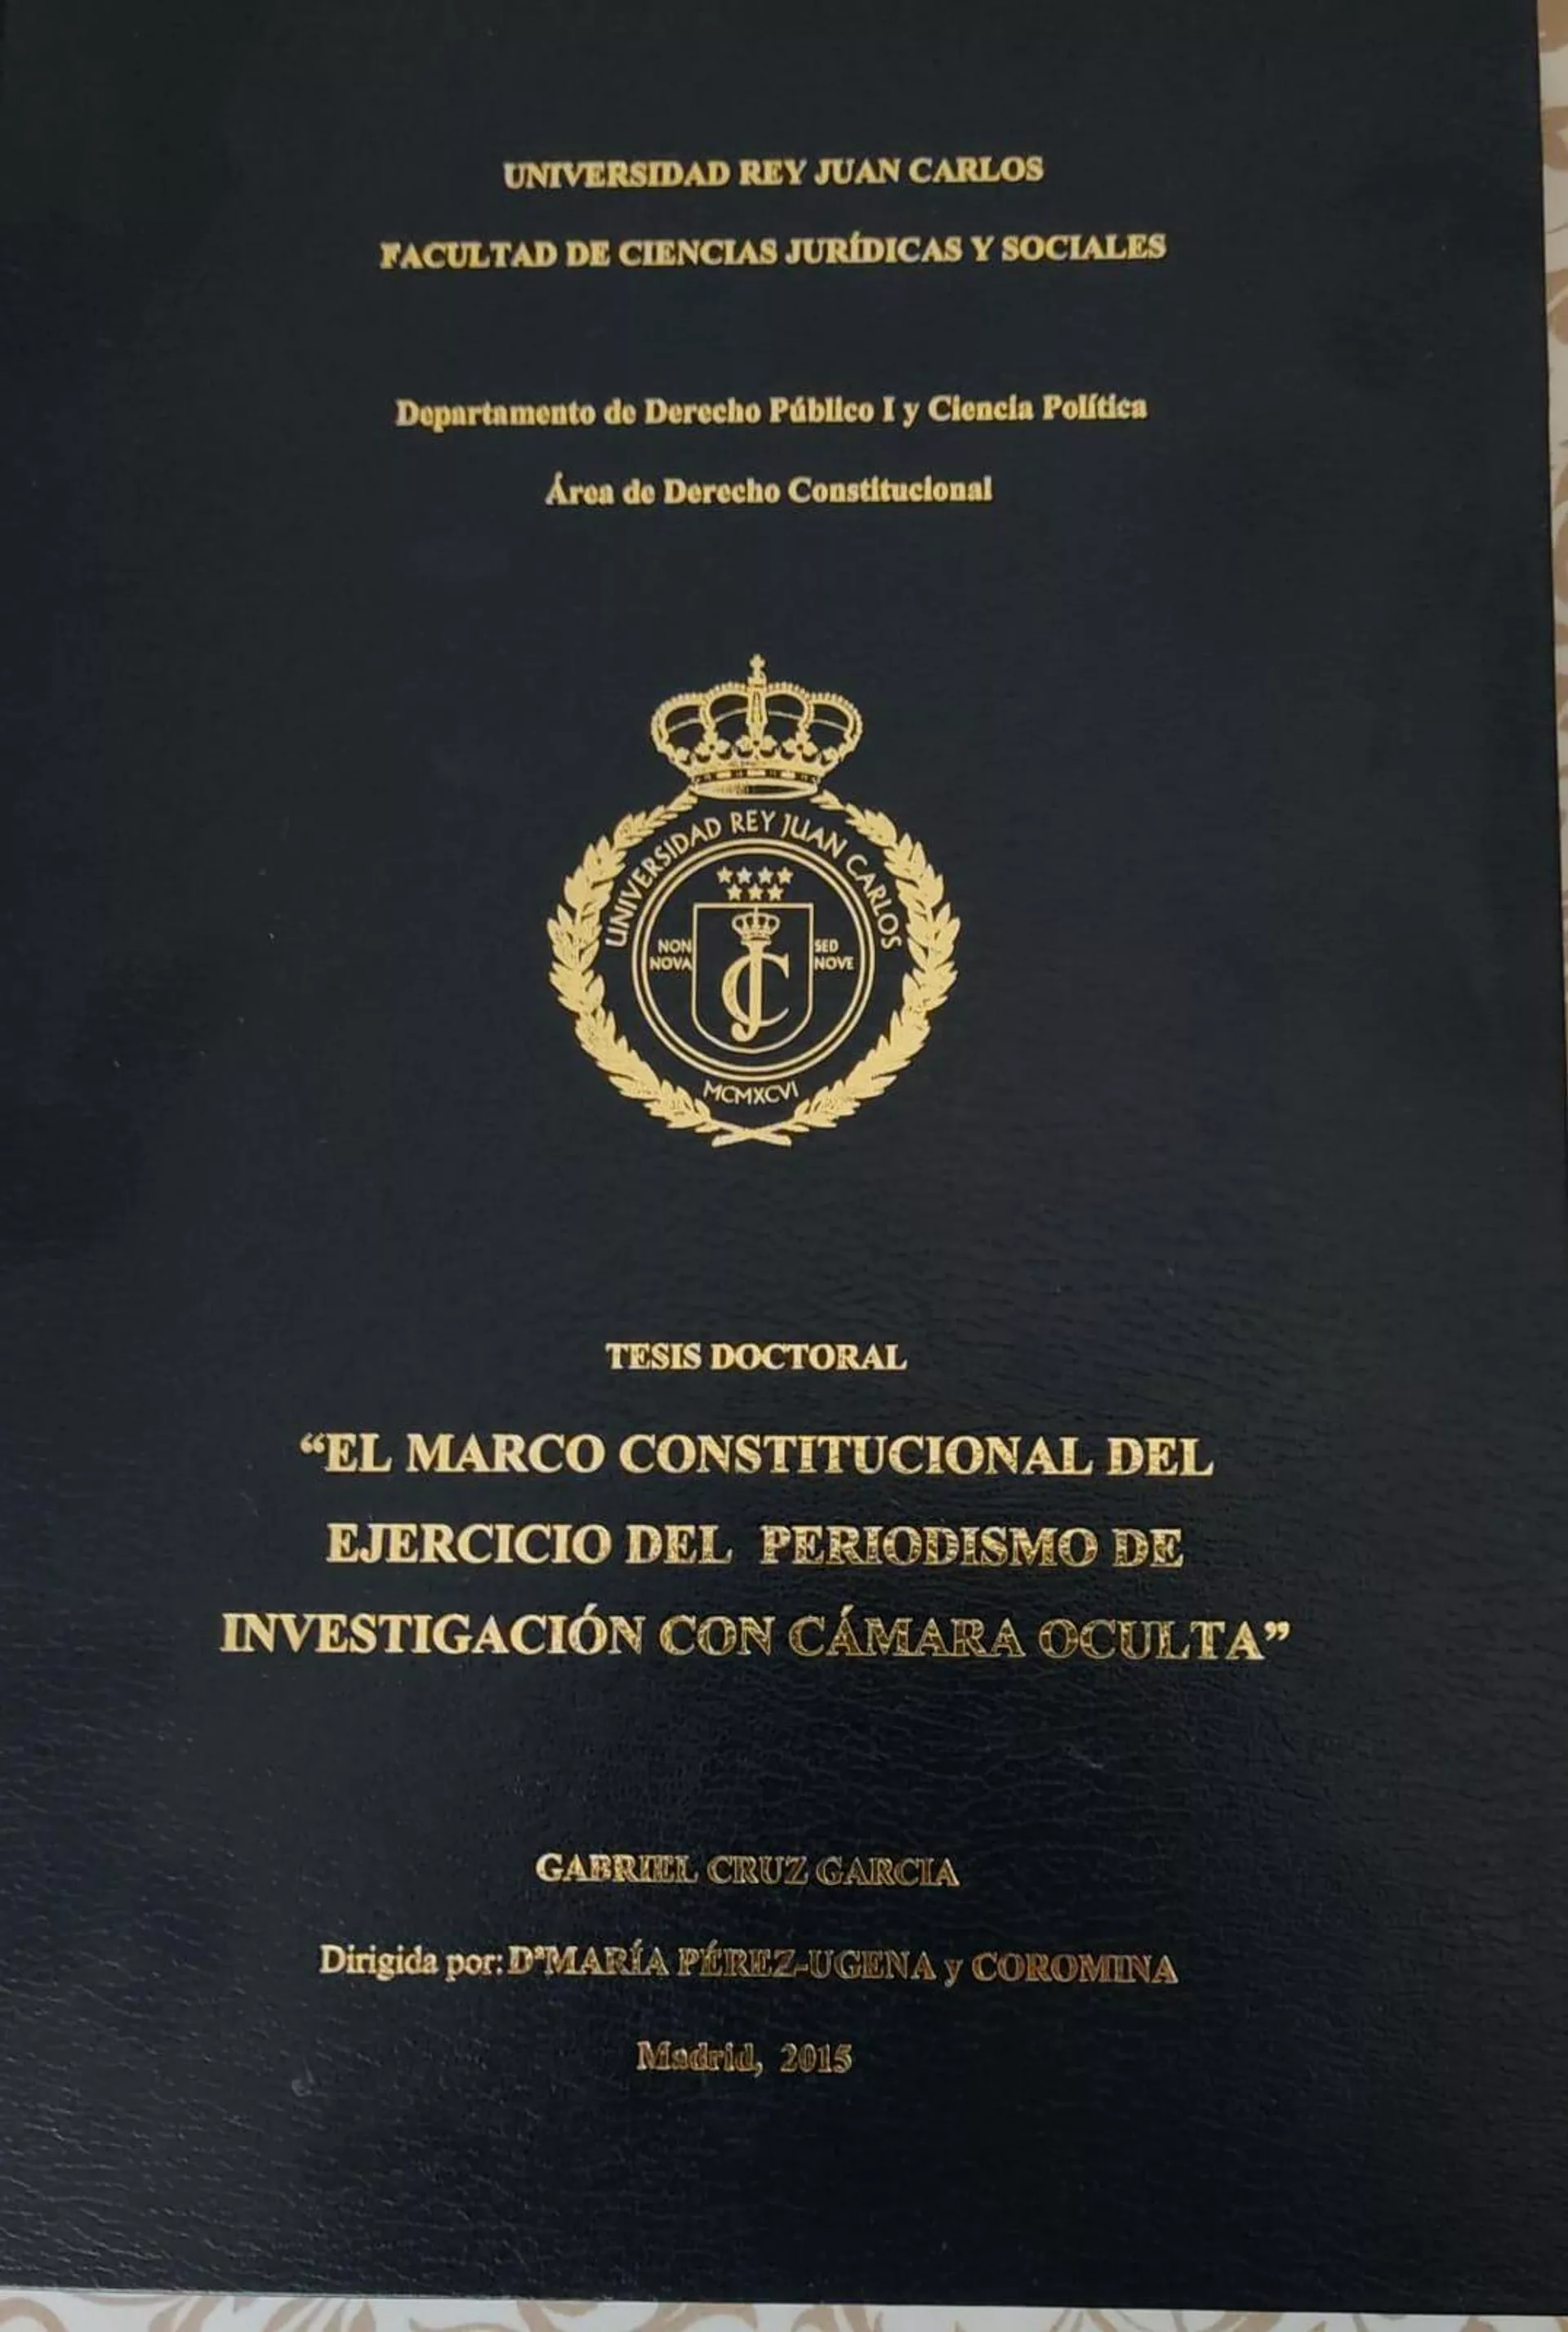 UNIVERSIDAD REY JUAN CARLOS
FACULTAD DE CIENCIAS JURÍDICAS Y SOCIALES
Departamento de Derecho Público I y Ciencia Política
Área de Derecho Constitucional
UNIVERSIDAD REY JUAN CARLOS
NON NOVA
SED NOVE
JC
MCMXCVI
TESIS DOCTORAL
“EL MARCO CONSTITUCIONAL DEL
EJERCICIO DEL PERIODISMO DE
INVESTIGACIÓN CON CÁMARA OCULTA”
GABRIEL CRUZ GARCIA
Dirigida por: DªMARÍA PÉREZ-UGENA y COROMINA
Madrid, 2015